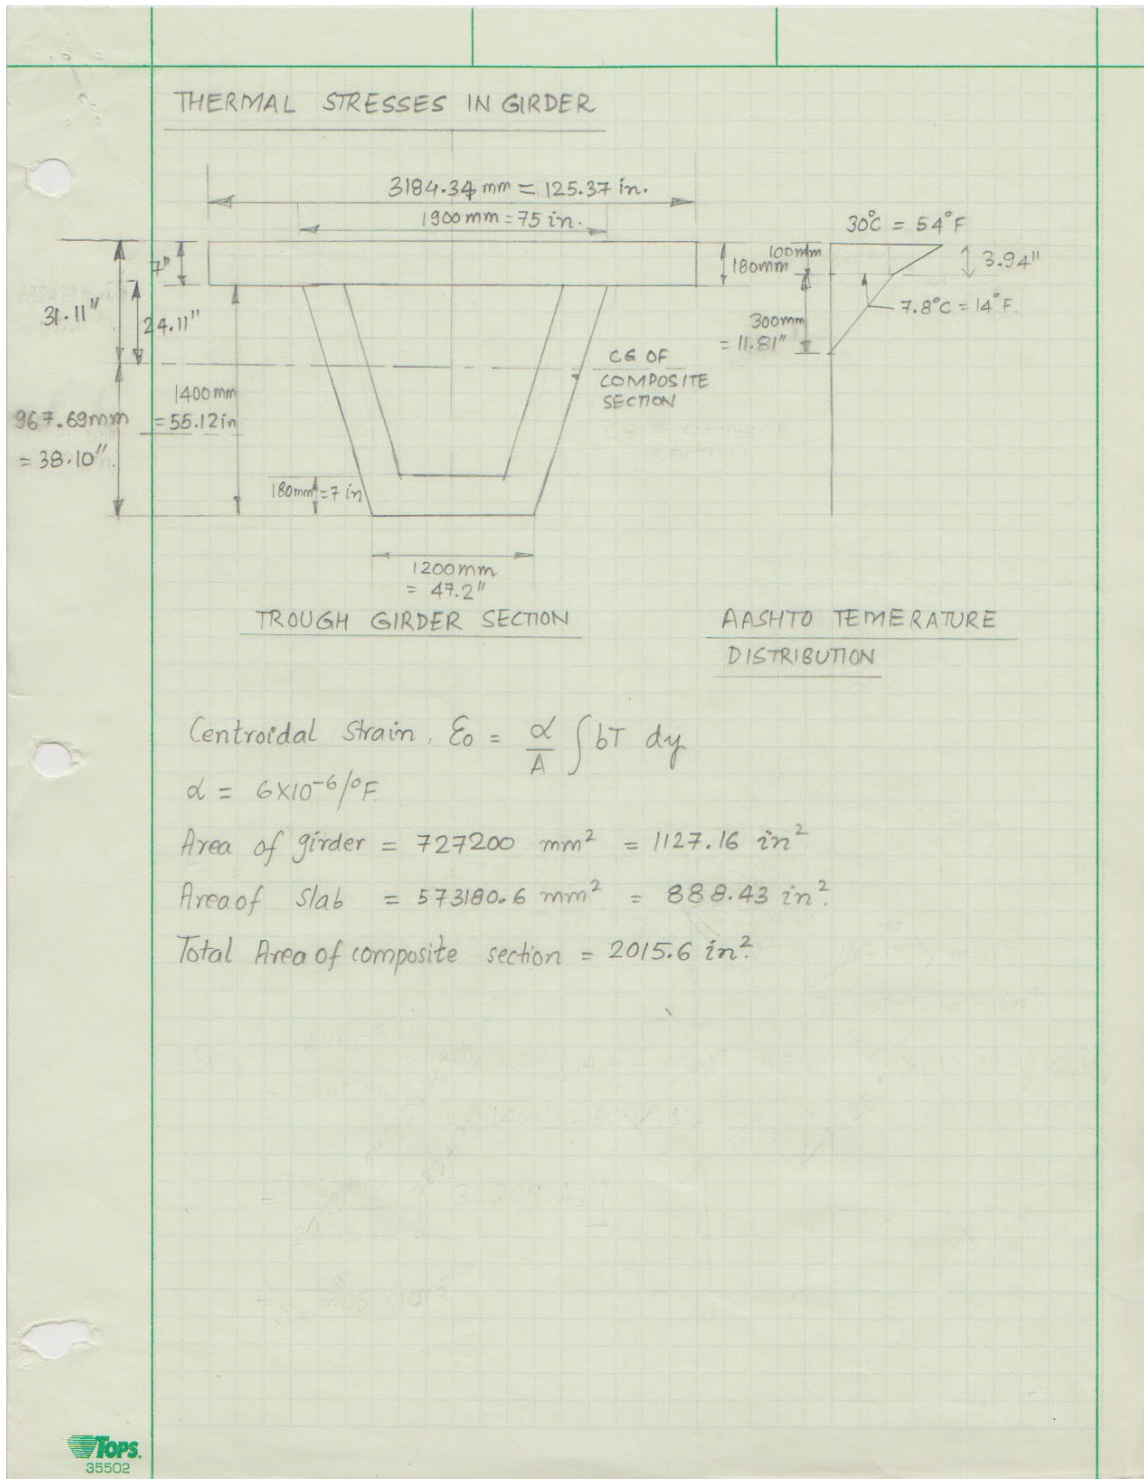 THERMAL STRESSES IN GIRDER
3184.34 mm = 125.37 in.
1900mm = 75 in.
30°C = 54°F
7"
180mm
100mm
3.94"
31.11"
24.11"
7.8°C = 14°F.
300mm
= 11.81"
CG OF
COMPOSITE
SECTION
1400mm
= 55.12in
967.69mm
= 38.10"
180mm = 7 in
1200mm
= 47.2"
TROUGH GIRDER SECTION
AASHTO TEMERATURE
DISTRIBUTION
Centroidal Strain, ε₀ = α/A ∫bT dy
α = 6X10⁻⁶/°F.
Area of girder = 727200 mm² = 1127.16 in²
Area of slab = 573180.6 mm² = 888.43 in².
Total Area of composite section = 2015.6 in².
TOPS.
35502